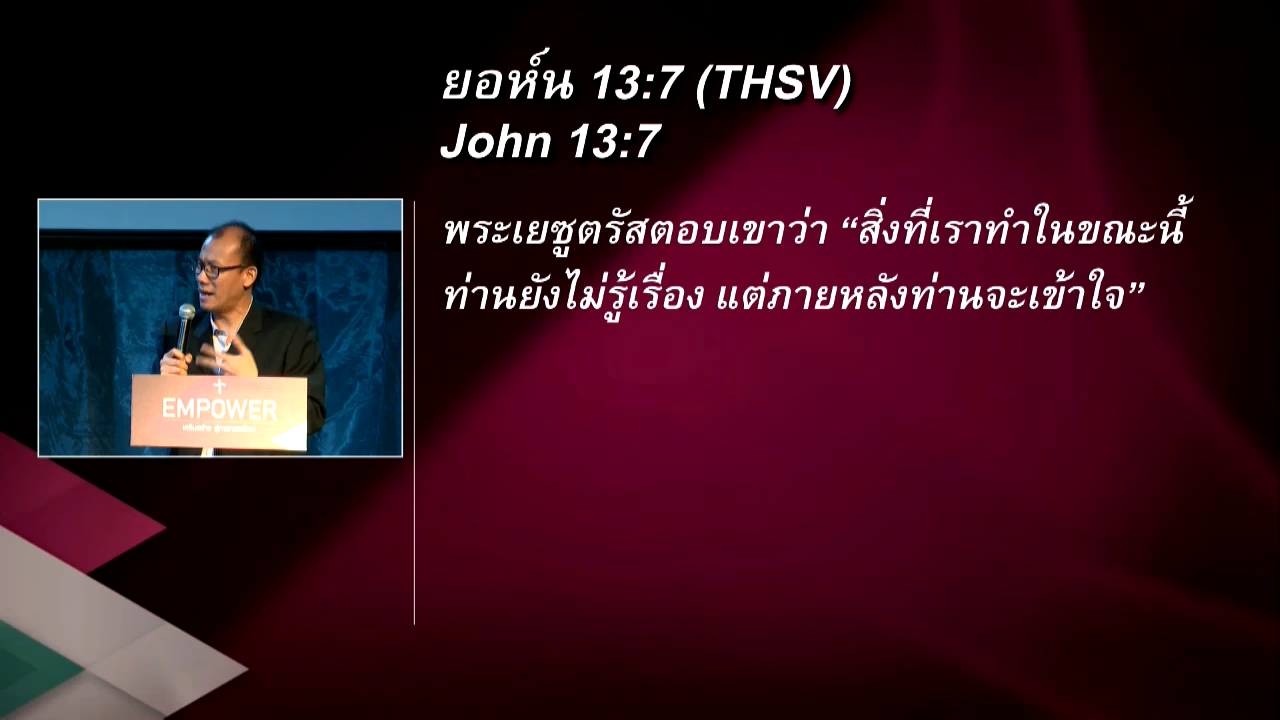 ยอห์น 13:7 (THSV)
John 13:7
พระเยซูตรัสตอบเขาว่า “สิ่งที่เราทำในขณะนี้
ท่านยังไม่รู้เรื่อง แต่ภายหลังท่านจะเข้าใจ”
EMPOWER